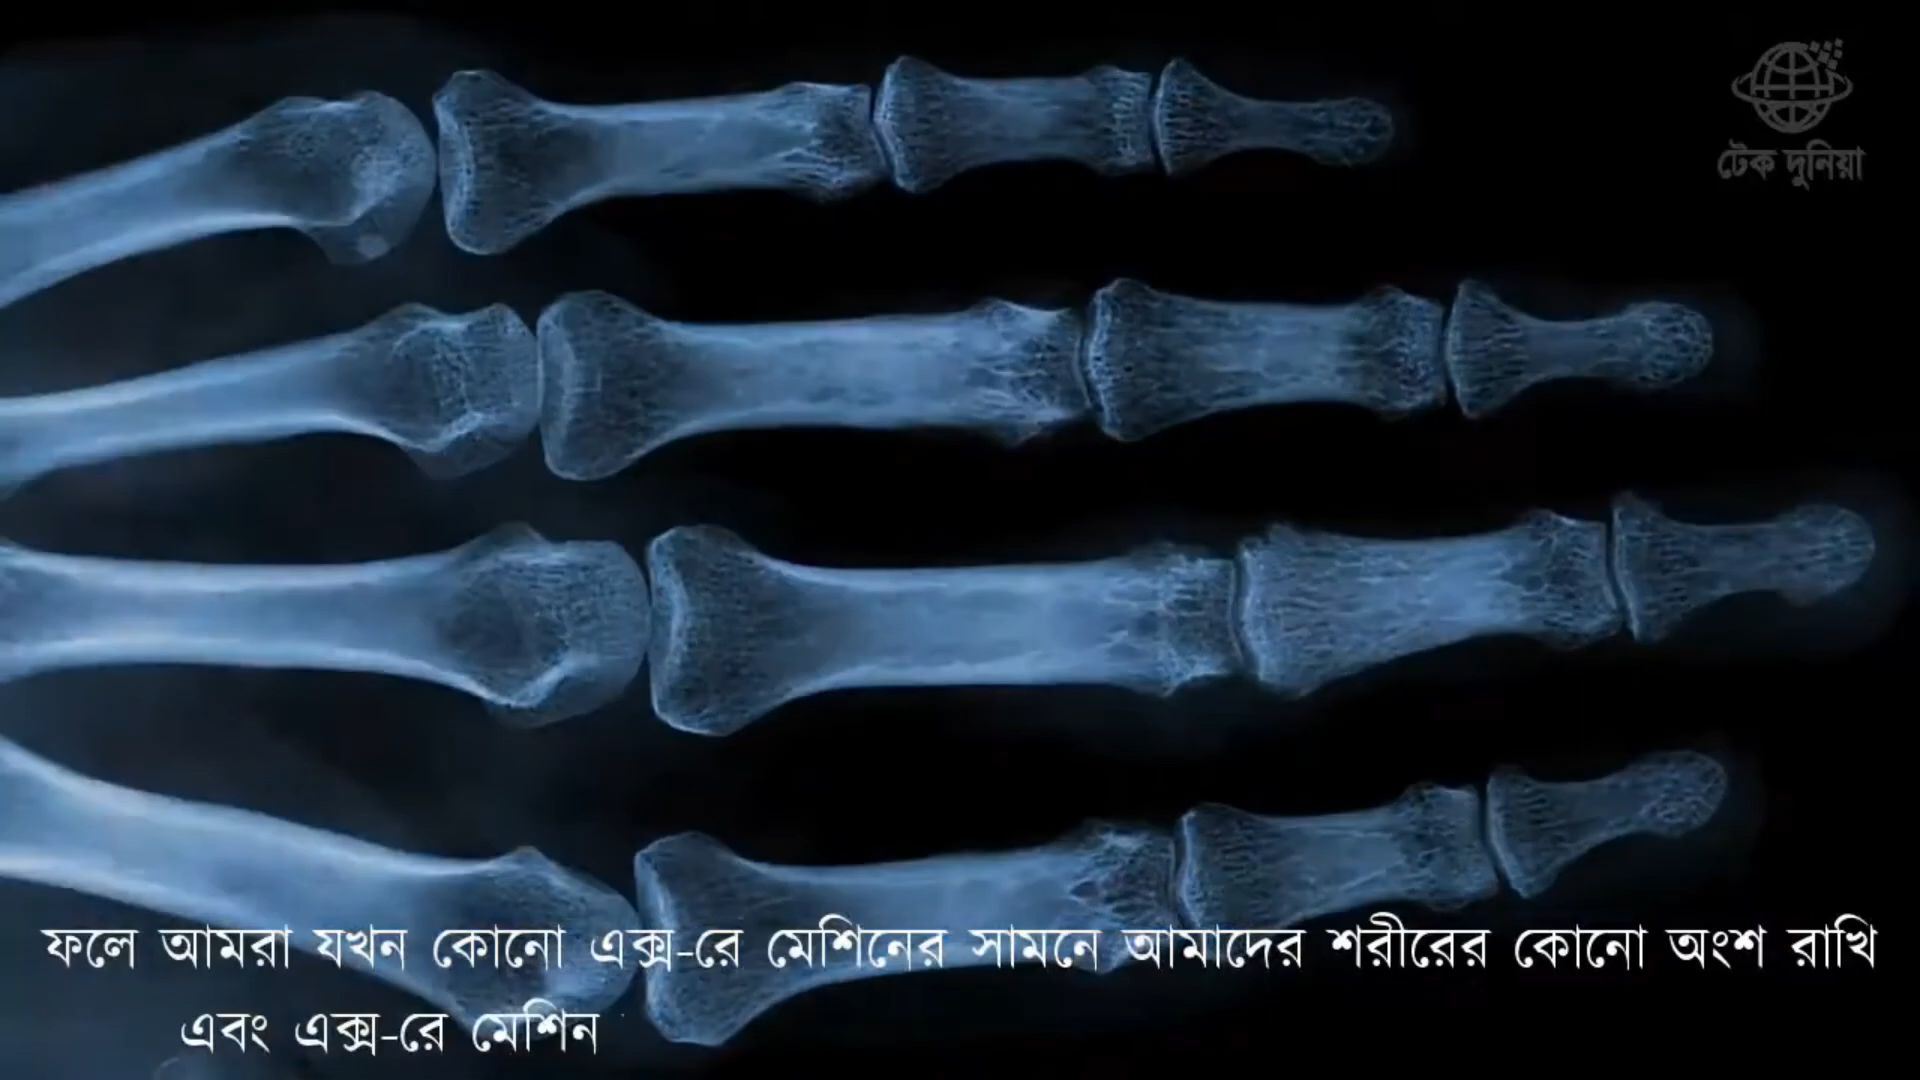 টেক দুনিয়া
ফলে আমরা যখন কোনো এক্স-রে মেশিনের সামনে আমাদের শরীরের কোনো অংশ রাখি
এবং এক্স-রে মেশিন